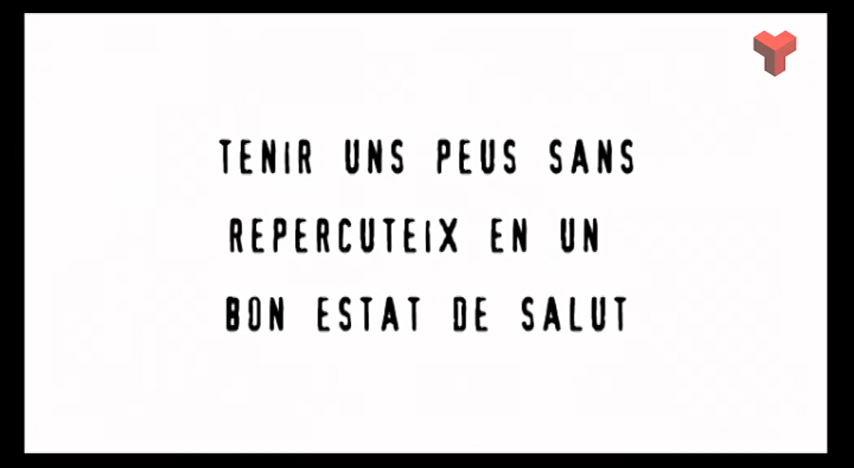 TENIR UNS PEUS SANS
REPERCUTEIX EN UN
BON ESTAT DE SALUT